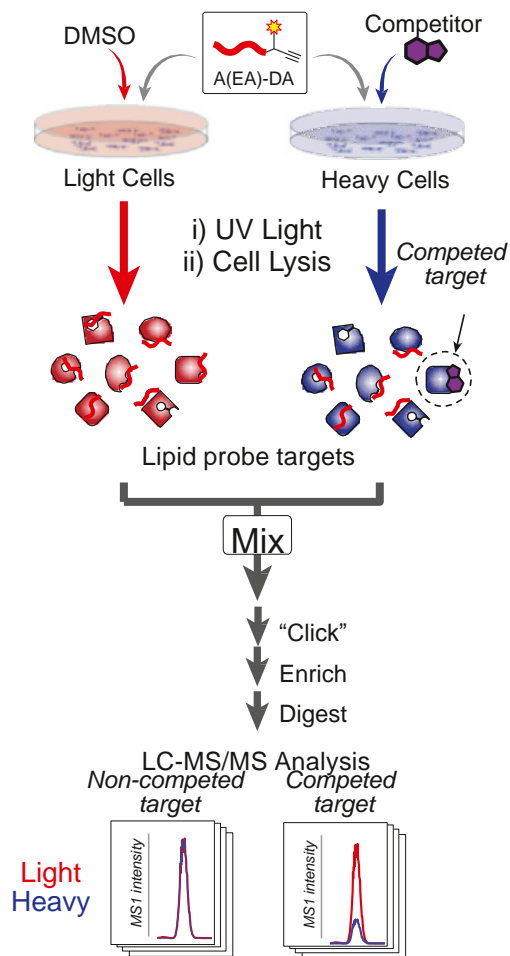 DMSO
Competitor
A(EA)-DA
Light Cells
Heavy Cells
i) UV Light
ii) Cell Lysis
Competed
target
Lipid probe targets
Mix
“Click”
Enrich
Digest
LC-MS/MS Analysis
Non-competed
target
Competed
target
Light
Heavy
MS1 intensity
MS1 intensity